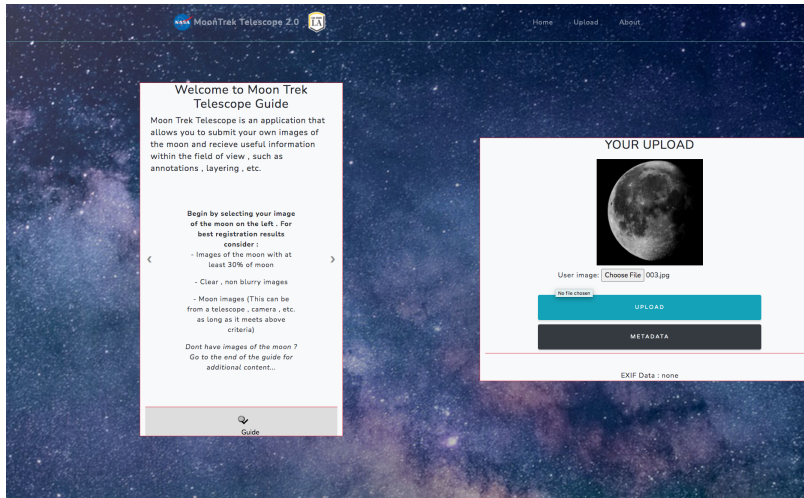 NASA MoonTrek Telescope 2.0 LA
Home Upload About
Welcome to Moon Trek
Telescope Guide
Moon Trek Telescope is an application that
allows you to submit your own images of
the moon and recieve useful information
within the field of view , such as
annotations , layering , etc.
Begin by selecting your image
of the moon on the left . For
best registration results
consider :
- Images of the moon with at
least 30% of moon
- Clear , non blurry images
- Moon images (This can be
from a telescope , camera , etc.
as long as it meets above
criteria)
Dont have images of the moon ?
Go to the end of the guide for
additional content...
‹ ›
Guide
YOUR UPLOAD
User image: Choose File 003.jpg
No file chosen
UPLOAD
METADATA
EXIF Data : none